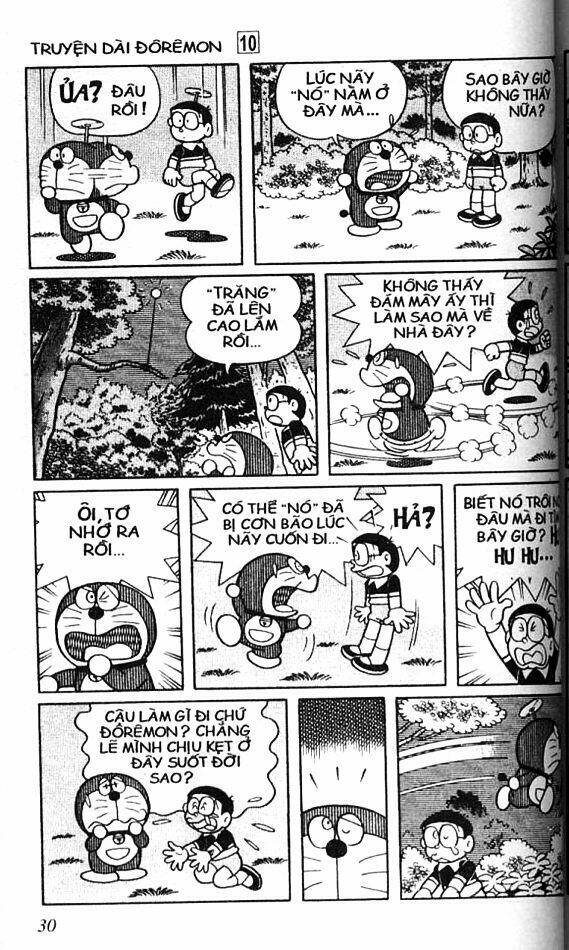 TRUYỆN DÀI ĐÔRÊMON 10
ỦA? ĐÂU
RỒI!
LÚC NÃY
"NÓ" NẰM Ở
ĐÂY MÀ...
SAO BÂY GIỜ
KHÔNG THẤY
NỮA?
"TRĂNG"
ĐÃ LÊN
CAO LẮM
RỒI...
KHÔNG THẤY
ĐÁM MÂY ẤY THÌ
LÀM SAO MÀ VỀ
NHÀ ĐÂY?
ÔI, TỚ
NHỚ RA
RỒI...
CÓ THỂ "NÓ" ĐÃ
BỊ CƠN BÃO LÚC
NÃY CUỐN ĐI...
HẢ?
BIẾT NÓ TRÔI
ĐÂU MÀ ĐI
BÂY GIỜ?
HU HU...
CẬU LÀM GÌ ĐI CHỨ
ĐÔRÊMON? CHẲNG
LẼ MÌNH CHỊU KẸT Ở
ĐÂY SUỐT ĐỜI
SAO?
30